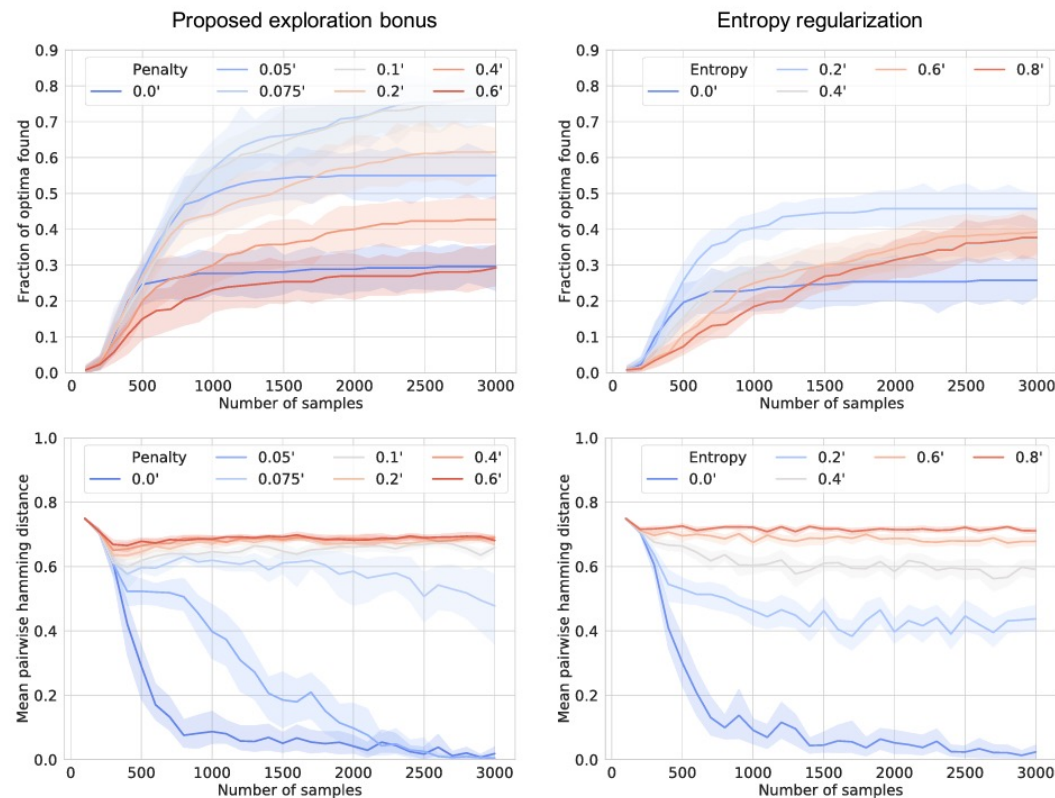 Proposed exploration bonus
Entropy regularization
Fraction of optima found
0.9
0.8
0.7
0.6
0.5
0.4
0.3
0.2
0.1
0.0
Penalty 0.05' 0.1' 0.4'
0.0' 0.075' 0.2' 0.6'
0 500 1000 1500 2000 2500 3000
Number of samples
Fraction of optima found
0.9
0.8
0.7
0.6
0.5
0.4
0.3
0.2
0.1
0.0
Entropy 0.2' 0.6' 0.8'
0.0' 0.4'
0 500 1000 1500 2000 2500 3000
Number of samples
Mean pairwise hamming distance
1.0
0.8
0.6
0.4
0.2
0.0
Penalty 0.05' 0.1' 0.4'
0.0' 0.075' 0.2' 0.6'
0 500 1000 1500 2000 2500 3000
Number of samples
Mean pairwise hamming distance
1.0
0.8
0.6
0.4
0.2
0.0
Entropy 0.2' 0.6' 0.8'
0.0' 0.4'
0 500 1000 1500 2000 2500 3000
Number of samples